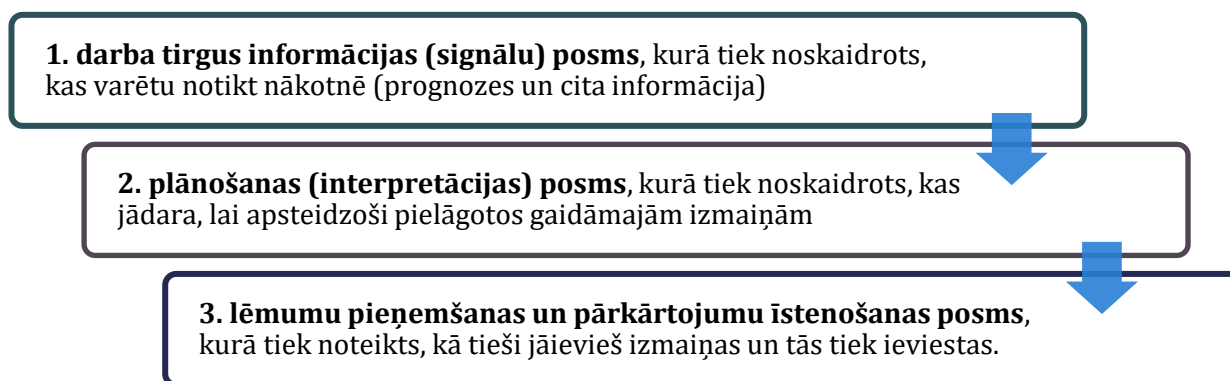 1. darba tirgus informācijas (signālu) posms, kurā tiek noskaidrots,
kas varētu notikt nākotnē (prognozes un cita informācija)
2. plānošanas (interpretācijas) posms, kurā tiek noskaidrots, kas
jādara, lai apsteidzoši pielāgotos gaidāmajām izmaiņām
3. lēmumu pieņemšanas un pārkārtojumu īstenošanas posms,
kurā tiek noteikts, kā tieši jāievieš izmaiņas un tās tiek ieviestas.